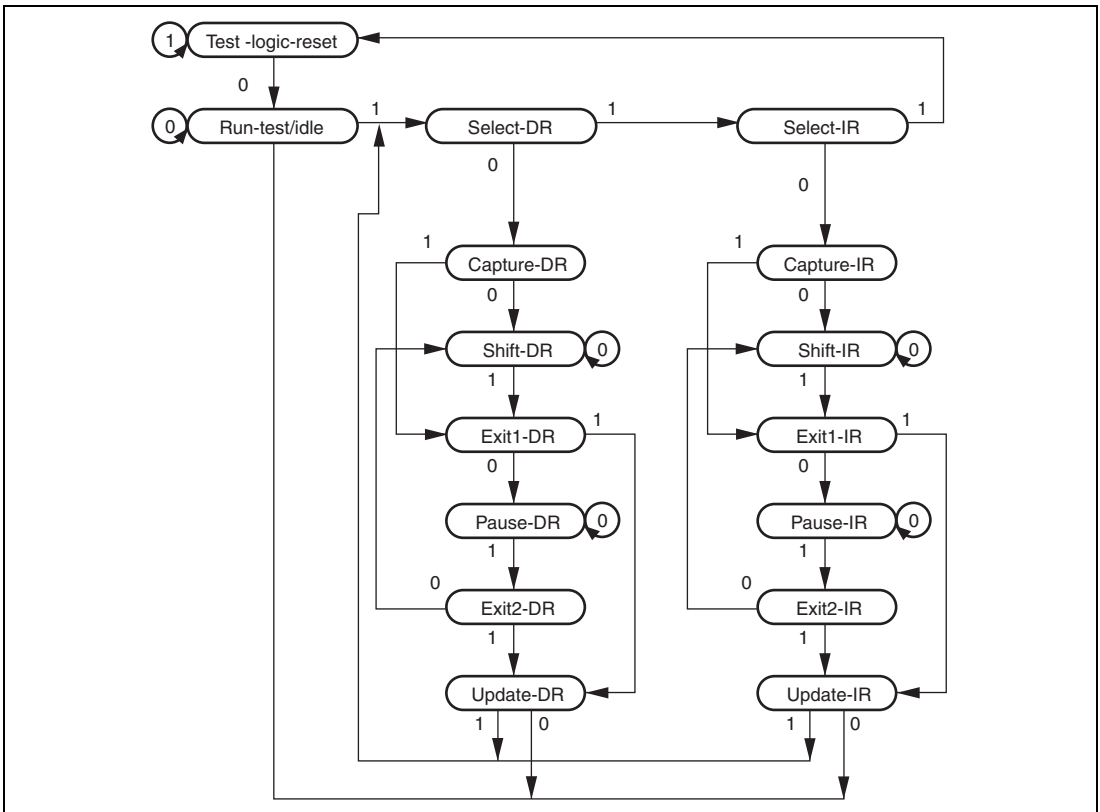 1 Test -logic-reset
0
0 Run-test/idle 1 Select-DR 1 Select-IR 1
0 0
1 Capture-DR 1 Capture-IR
0 0
Shift-DR 0 Shift-IR 0
1 1
Exit1-DR 1 Exit1-IR 1
0 0
Pause-DR 0 Pause-IR 0
1 1
0 Exit2-DR 0 Exit2-IR
1 1
Update-DR Update-IR
1 0 1 0